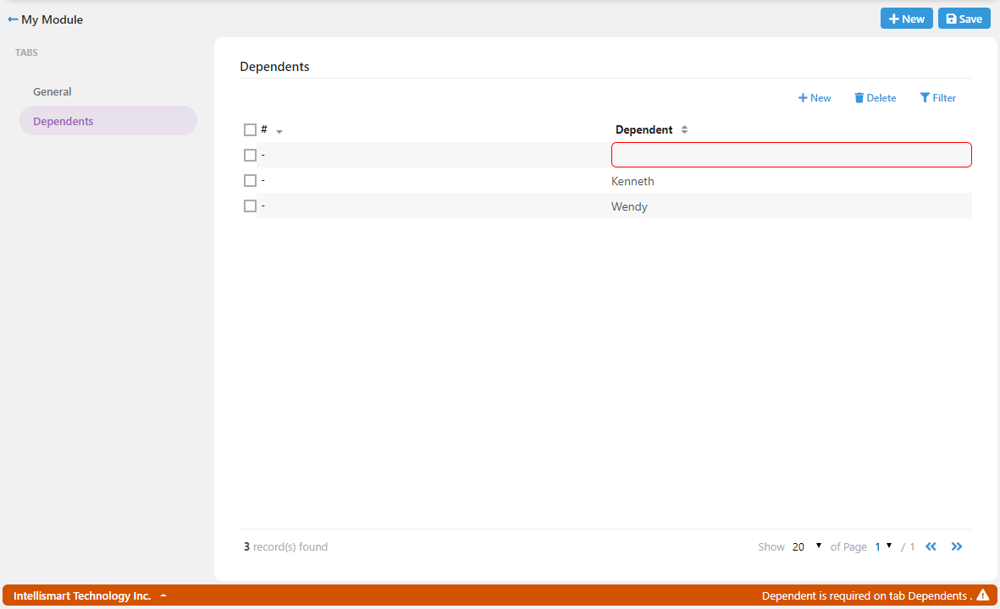 My Module
New
Save
TABS
General
Dependents
Dependents
New Delete Filter
# Dependent
-
- Kenneth
- Wendy
3 record(s) found
Show 20 of Page 1 / 1
Intellismart Technology Inc.
Dependent is required on tab Dependents .